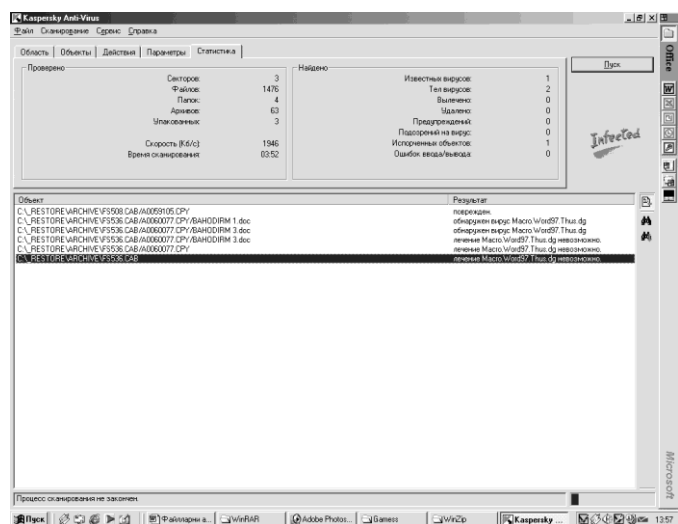 Kaspersky Anti-Virus
Файл Сканирование Сервис Справка
Область Объекты Действия Параметры Статистика
Проверено
Секторов: 3
Файлов: 1476
Папок: 4
Архивов: 63
Упакованных: 3
Скорость (Кб/с): 1946
Время сканирования: 03:52
Найдено
Известных вирусов: 1
Тел вирусов: 2
Вылечено: 0
Удалено: 0
Предупреждений: 0
Подозрений на вирус: 0
Испорченных объектов: 1
Ошибок ввода/вывода: 0
Пуск
Infected
Office
Объект Результат
C:\_RESTORE\ARCHIVE\FS508.CAB/A0059105.CPY поврежден.
C:\_RESTORE\ARCHIVE\FS536.CAB/A0060077.CPY/BAHODIRM 1.doc обнаружен вирус Macro.Word97.Thus.dg
C:\_RESTORE\ARCHIVE\FS536.CAB/A0060077.CPY/BAHODIRM 3.doc обнаружен вирус Macro.Word97.Thus.dg
C:\_RESTORE\ARCHIVE\FS536.CAB/A0060077.CPY/BAHODIRM 3.doc лечение Macro.Word97.Thus.dg невозможно.
C:\_RESTORE\ARCHIVE\FS536.CAB/A0060077.CPY лечение Macro.Word97.Thus.dg невозможно.
C:\_RESTORE\ARCHIVE\FS536.CAB лечение Macro.Word97.Thus.dg невозможно.
Microsoft
Процесс сканирования не закончен.
Пуск Файлларни а... WinRAR Adobe Photos... Gamess WinZip Kaspersky ... 13:57